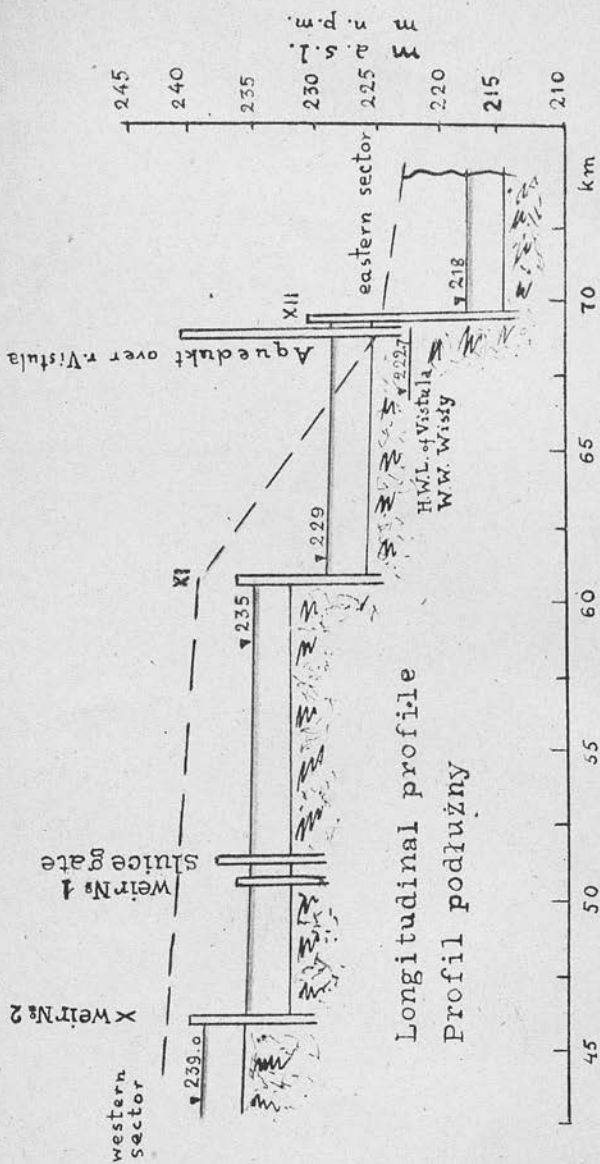 m a.s.l.
m n.p.m.
245
240
235
230
225
220
215
210
western
sector
X weir № 2
weir № 1
sluice gate
XI
Aquedukt over r.Vistula
XII
eastern sector
239.0
235
229
222,7
H.W.L. of Vistula
W.W. Wisły
218
Longitudinal profile
Profil podłużny
45
50
55
60
65
70
km